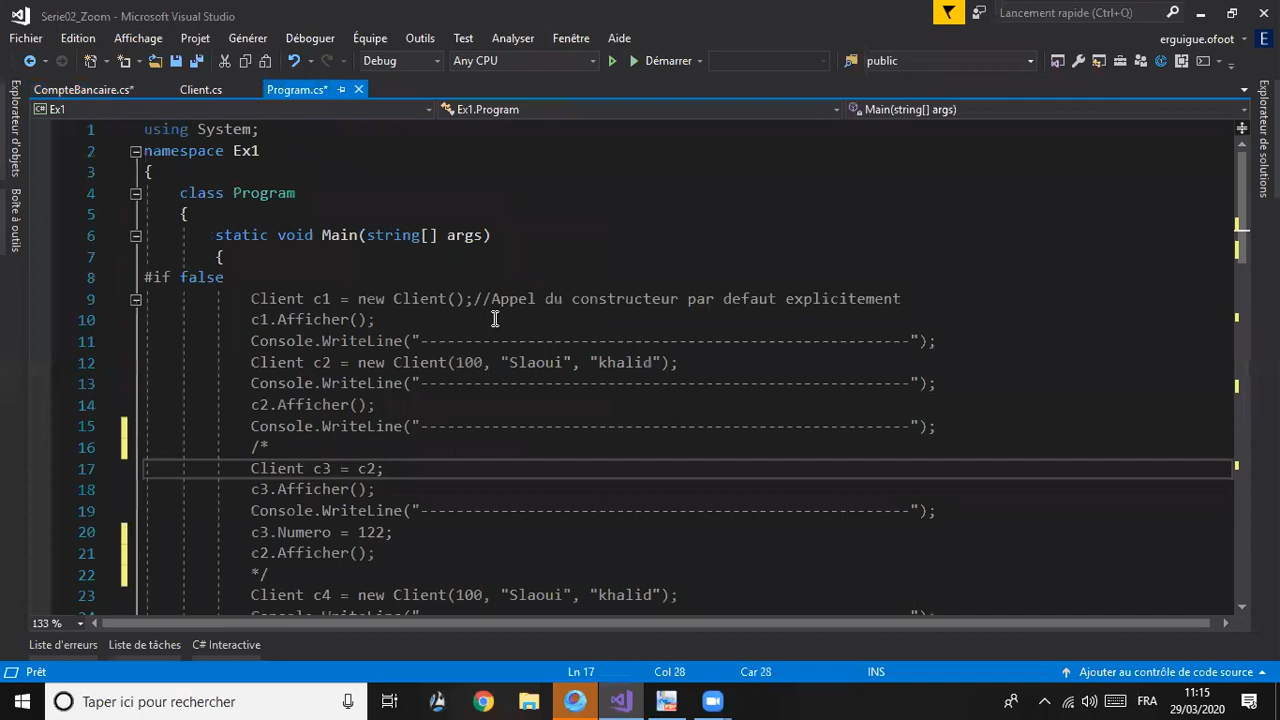 Serie02_Zoom - Microsoft Visual Studio
Lancement rapide (Ctrl+Q)
Fichier Edition Affichage Projet Générer Déboguer Équipe Outils Test Analyser Fenêtre Aide
erguigue.ofoot E
Debug Any CPU Démarrer public
CompteBancaire.cs* Client.cs Program.cs*
Ex1 Ex1.Program Main(string[] args)
Explorateur d'objets
Boîte à outils
Explorateur de solutions
1 using System;
2 namespace Ex1
3 {
4 class Program
5 {
6 static void Main(string[] args)
7 {
8 #if false
9 Client c1 = new Client();//Appel du constructeur par defaut explicitement
10 c1.Afficher();
11 Console.WriteLine("-------------------------------------------------------");
12 Client c2 = new Client(100, "Slaoui", "khalid");
13 Console.WriteLine("-------------------------------------------------------");
14 c2.Afficher();
15 Console.WriteLine("-------------------------------------------------------");
16 /*
17 Client c3 = c2;
18 c3.Afficher();
19 Console.WriteLine("-------------------------------------------------------");
20 c3.Numero = 122;
21 c2.Afficher();
22 */
23 Client c4 = new Client(100, "Slaoui", "khalid");
133 %
Liste d'erreurs Liste de tâches C# Interactive
Prêt Ln 17 Col 28 Car 28 INS Ajouter au contrôle de code source
Taper ici pour rechercher
FRA
11:15
29/03/2020